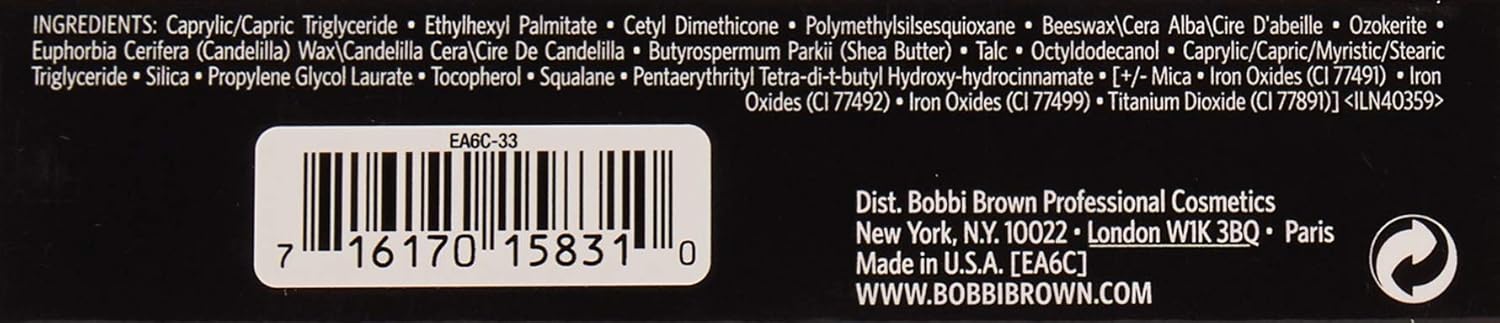 INGREDIENTS: Caprylic/Capric Triglyceride • Ethylhexyl Palmitate • Cetyl Dimethicone • Polymethylsilsesquioxane • Beeswax\Cera Alba\Cire D'abeille • Ozokerite •
Euphorbia Cerifera (Candelilla) Wax\Candelilla Cera\Cire De Candelilla • Butyrospermum Parkii (Shea Butter) • Talc • Octyldodecanol • Caprylic/Capric/Myristic/Stearic
Triglyceride • Silica • Propylene Glycol Laurate • Tocopherol • Squalane • Pentaerythrityl Tetra-di-t-butyl Hydroxy-hydrocinnamate • [+/- Mica • Iron Oxides (CI 77491) • Iron
Oxides (CI 77492) • Iron Oxides (CI 77499) • Titanium Dioxide (CI 77891)] <ILN40359>
EA6C-33
7 16170 15831 0
Dist. Bobbi Brown Professional Cosmetics
New York, N.Y. 10022 • London W1K 3BQ • Paris
Made in U.S.A. [EA6C]
WWW.BOBBIBROWN.COM